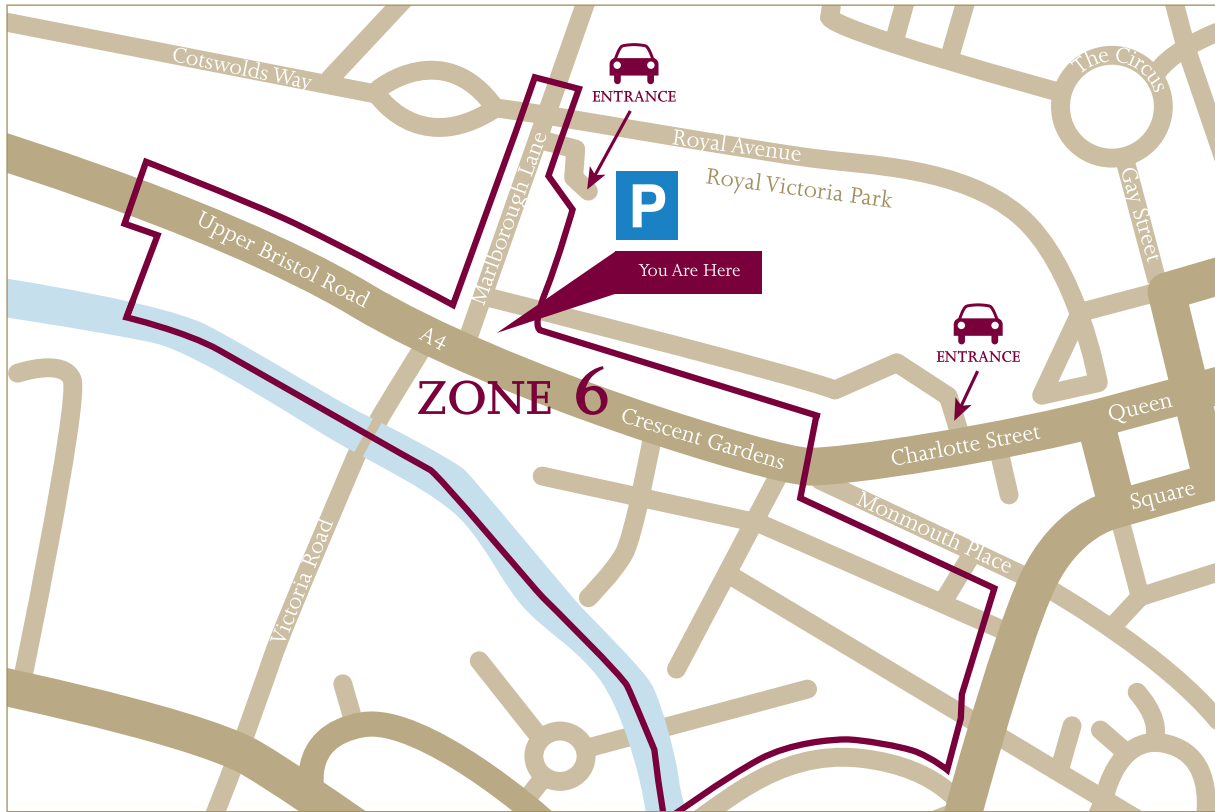 Cotswolds Way
ENTRANCE
The Circus
Royal Avenue
Marlborough Lane
Royal Victoria Park
P
Gay Street
Upper Bristol Road
You Are Here
A4
ENTRANCE
ZONE 6
Crescent Gardens
Charlotte Street
Queen
Square
Monmouth Place
Victoria Road